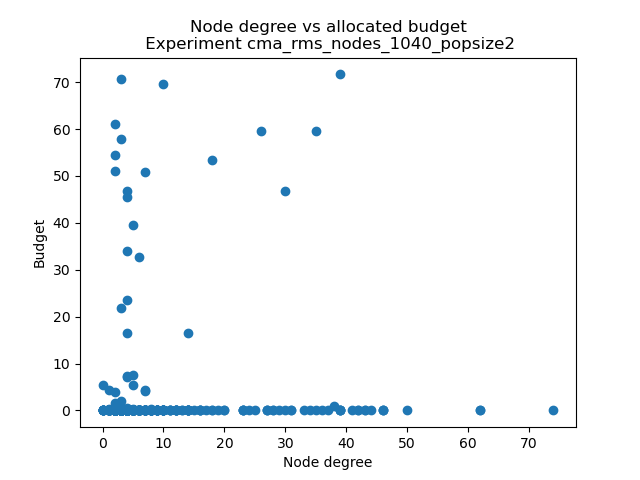 Node degree vs allocated budget
Experiment cma_rms_nodes_1040_popsize2
70
60
50
40
30
20
10
0
Budget
0 10 20 30 40 50 60 70
Node degree